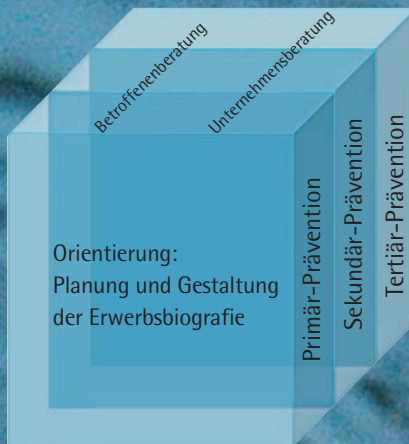 Betroffenenberatung
Unternehmensberatung
Orientierung:
Planung und Gestaltung
der Erwerbsbiografie
Primär-Prävention
Sekundär-Prävention
Tertiär-Prävention